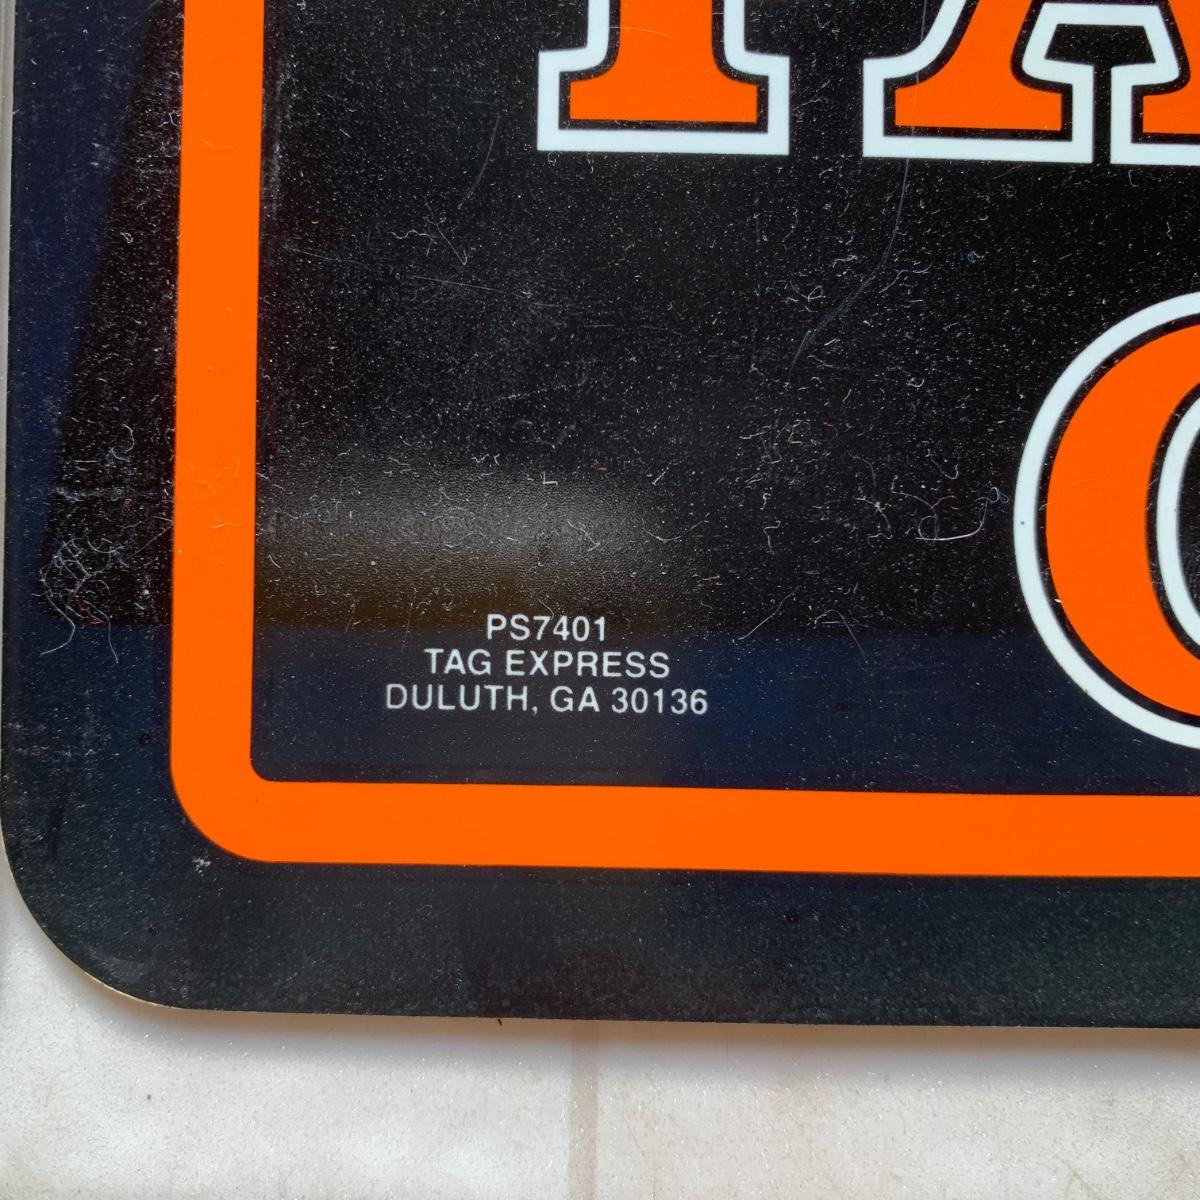 PS7401
TAG EXPRESS
DULUTH, GA 30136